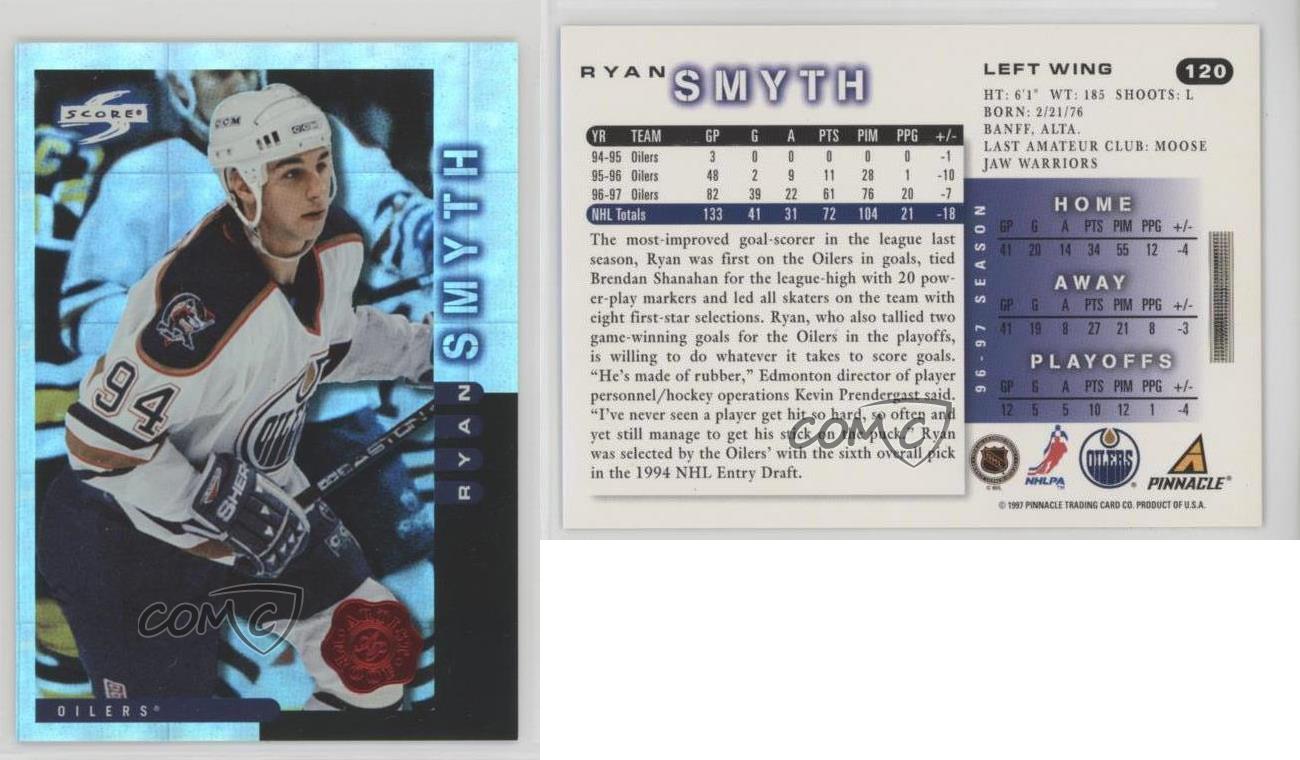 SCORE®
CCM CCM
SMYTH
RYAN
94
OILERS
EASTON
SHER
ARTIST
PROOF
AP
COMC
OILERS®
RYAN SMYTH
YR TEAM GP G A PTS PIM PPG +/-
94-95 Oilers 3 0 0 0 0 0 -1
95-96 Oilers 48 2 9 11 28 1 -10
96-97 Oilers 82 39 22 61 76 20 -7
NHL Totals 133 41 31 72 104 21 -18
The most-improved goal-scorer in the league last
season, Ryan was first on the Oilers in goals, tied
Brendan Shanahan for the league-high with 20 pow-
er-play markers and led all skaters on the team with
eight first-star selections. Ryan, who also tallied two
game-winning goals for the Oilers in the playoffs,
is willing to do whatever it takes to score goals.
“He’s made of rubber,” Edmonton director of player
personnel/hockey operations Kevin Prendergast said.
“I’ve never seen a player get hit so hard, so often and
yet still manage to get his stick on the puck.” Ryan
was selected by the Oilers’ with the sixth overall pick
in the 1994 NHL Entry Draft.
COMC
LEFT WING 120
HT: 6'1" WT: 185 SHOOTS: L
BORN: 2/21/76
BANFF, ALTA.
LAST AMATEUR CLUB: MOOSE
JAW WARRIORS
96-97 SEASON
HOME
GP G A PTS PIM PPG +/-
41 20 14 34 55 12 -4
AWAY
GP G A PTS PIM PPG +/-
41 19 8 27 21 8 -3
PLAYOFFS
GP G A PTS PIM PPG +/-
12 5 5 10 12 1 -4
NHL
© NHL
NHLPA™
OILERS®
PINNACLE®
© 1997 PINNACLE TRADING CARD CO. PRODUCT OF U.S.A.